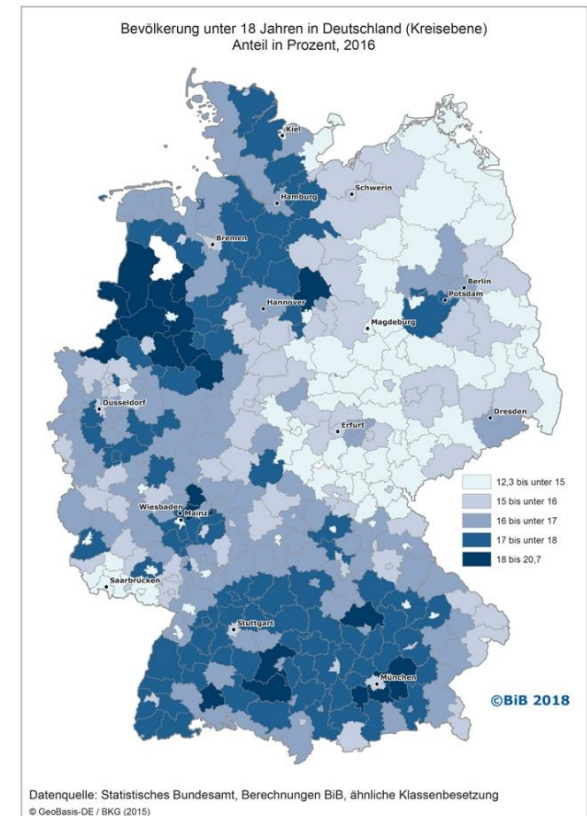 Bevölkerung unter 18 Jahren in Deutschland (Kreisebene)
Anteil in Prozent, 2016
Kiel
Schwerin
Hamburg
Bremen
Berlin
Potsdam
Hannover
Magdeburg
Düsseldorf
Dresden
Erfurt
12,3 bis unter 15
15 bis unter 16
16 bis unter 17
17 bis unter 18
18 bis 20,7
Wiesbaden
Mainz
Saarbrücken
Stuttgart
München
©BiB 2018
Datenquelle: Statistisches Bundesamt, Berechnungen BiB, ähnliche Klassenbesetzung
© GeoBasis-DE / BKG (2015)